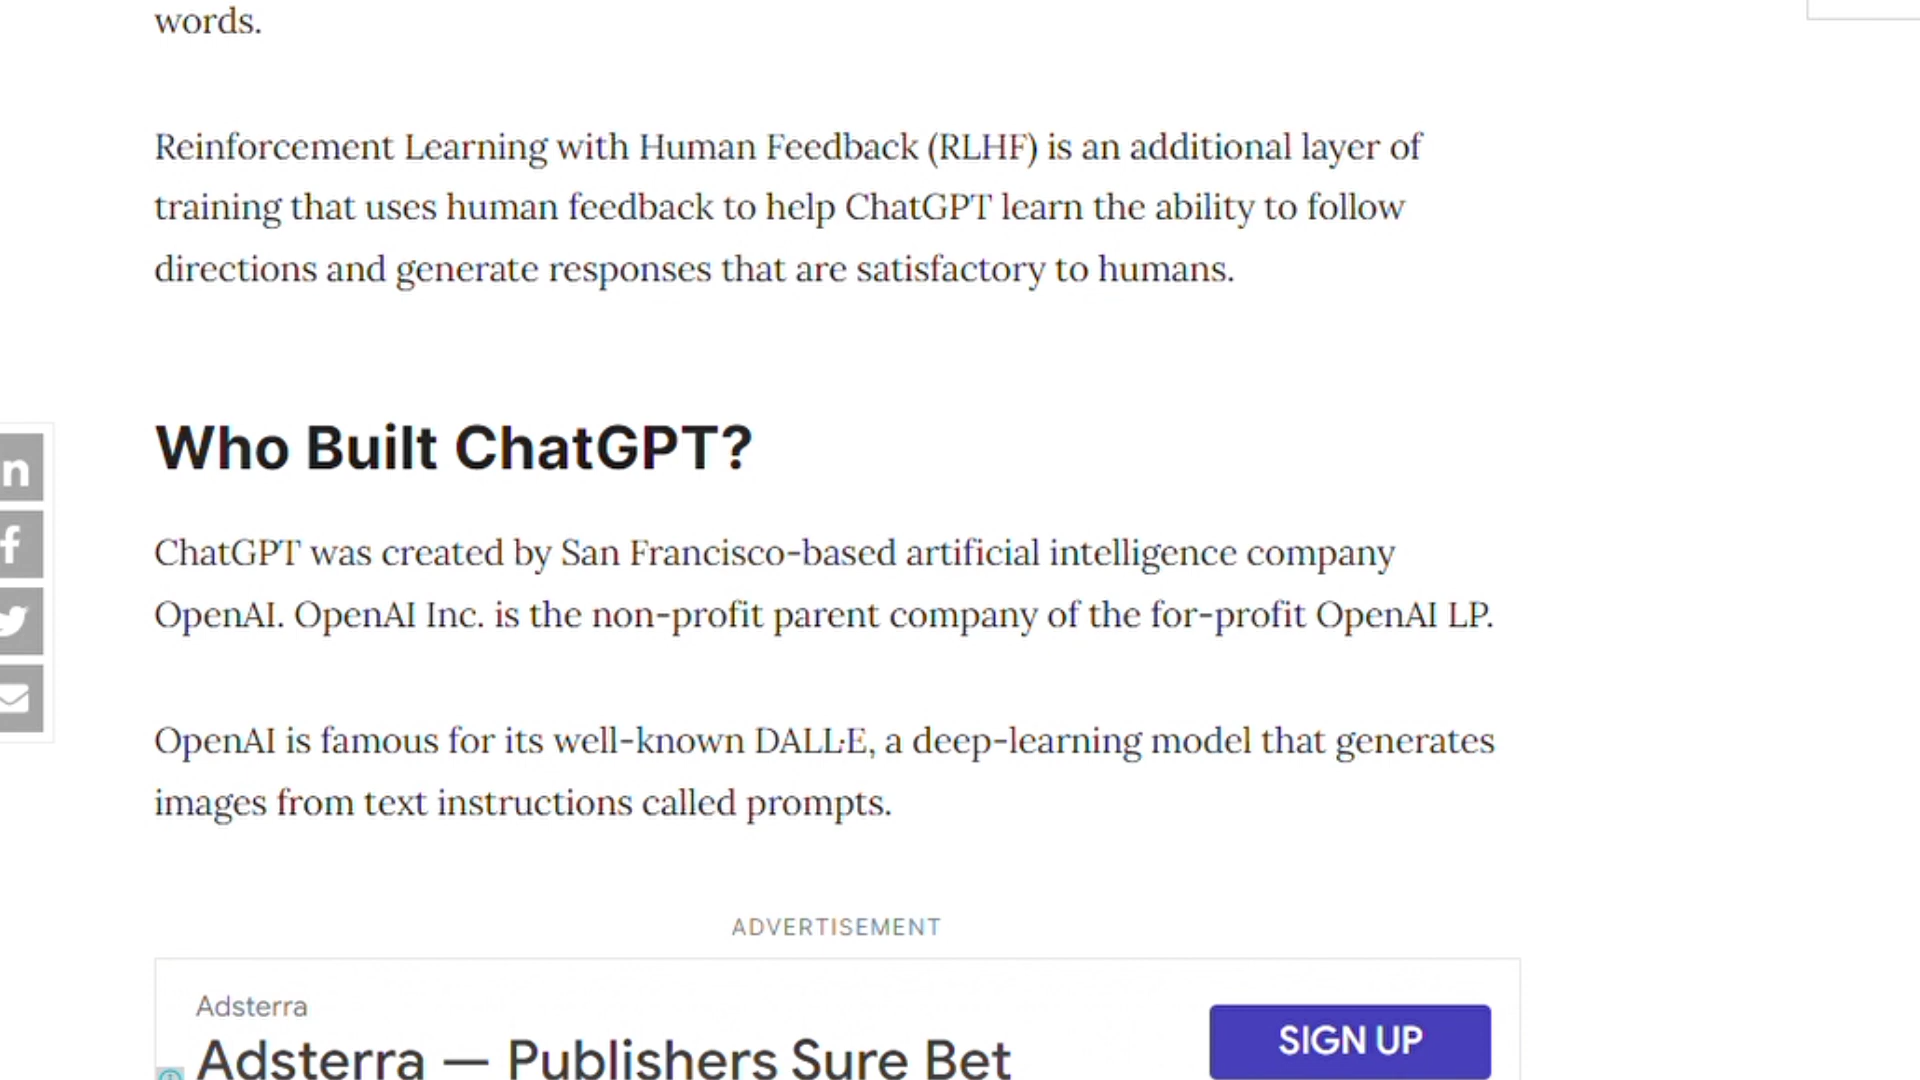 words.
Reinforcement Learning with Human Feedback (RLHF) is an additional layer of
training that uses human feedback to help ChatGPT learn the ability to follow
directions and generate responses that are satisfactory to humans.
Who Built ChatGPT?
ChatGPT was created by San Francisco-based artificial intelligence company
OpenAI. OpenAI Inc. is the non-profit parent company of the for-profit OpenAI LP.
OpenAI is famous for its well-known DALL·E, a deep-learning model that generates
images from text instructions called prompts.
ADVERTISEMENT
Adsterra
Adsterra — Publishers Sure Bet
SIGN UP